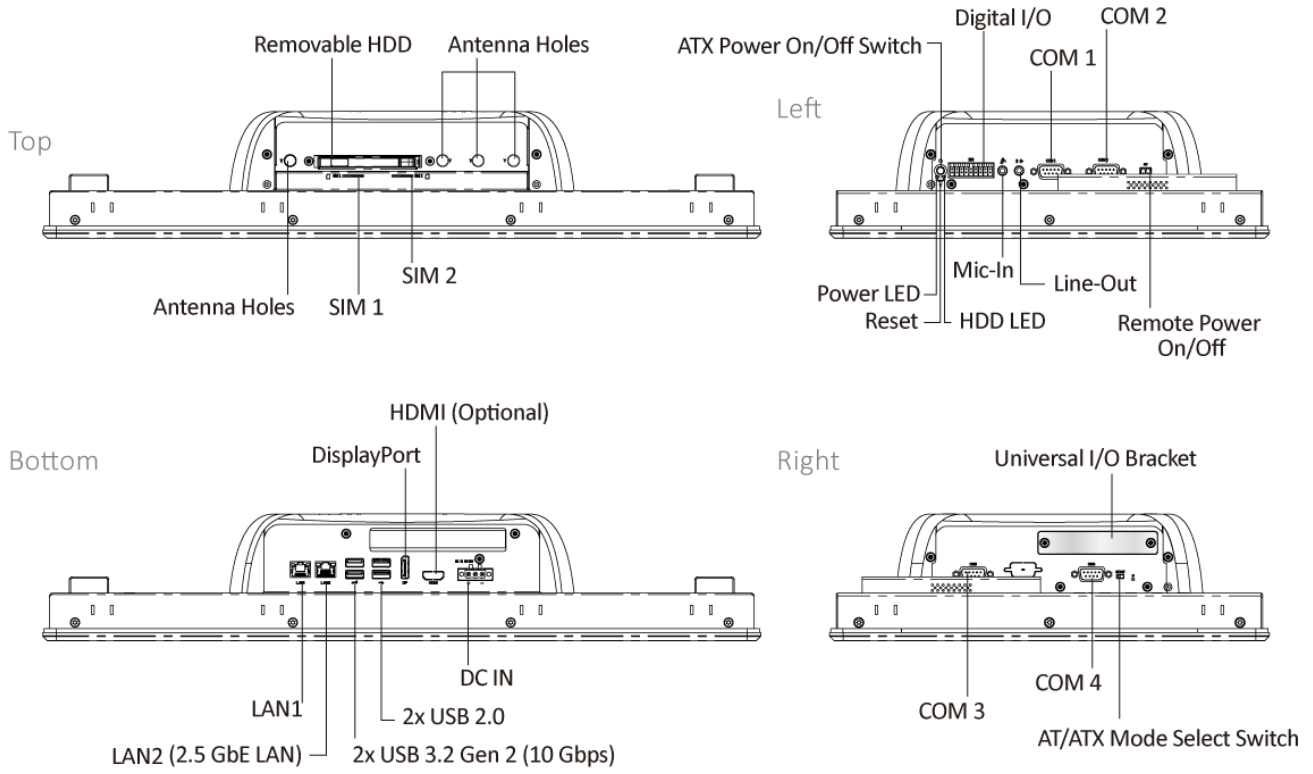 Top
Removable HDD
Antenna Holes
Antenna Holes
SIM 1
SIM 2
Left
ATX Power On/Off Switch
Digital I/O
COM 1
COM 2
Power LED
Reset
HDD LED
Mic-In
Line-Out
Remote Power
On/Off
Bottom
HDMI (Optional)
DisplayPort
LAN1
LAN2 (2.5 GbE LAN)
2x USB 3.2 Gen 2 (10 Gbps)
2x USB 2.0
DC IN
Right
Universal I/O Bracket
COM 3
COM 4
AT/ATX Mode Select Switch